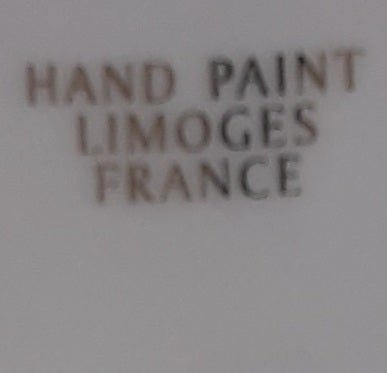 HAND PAINT
LIMOGES
FRANCE